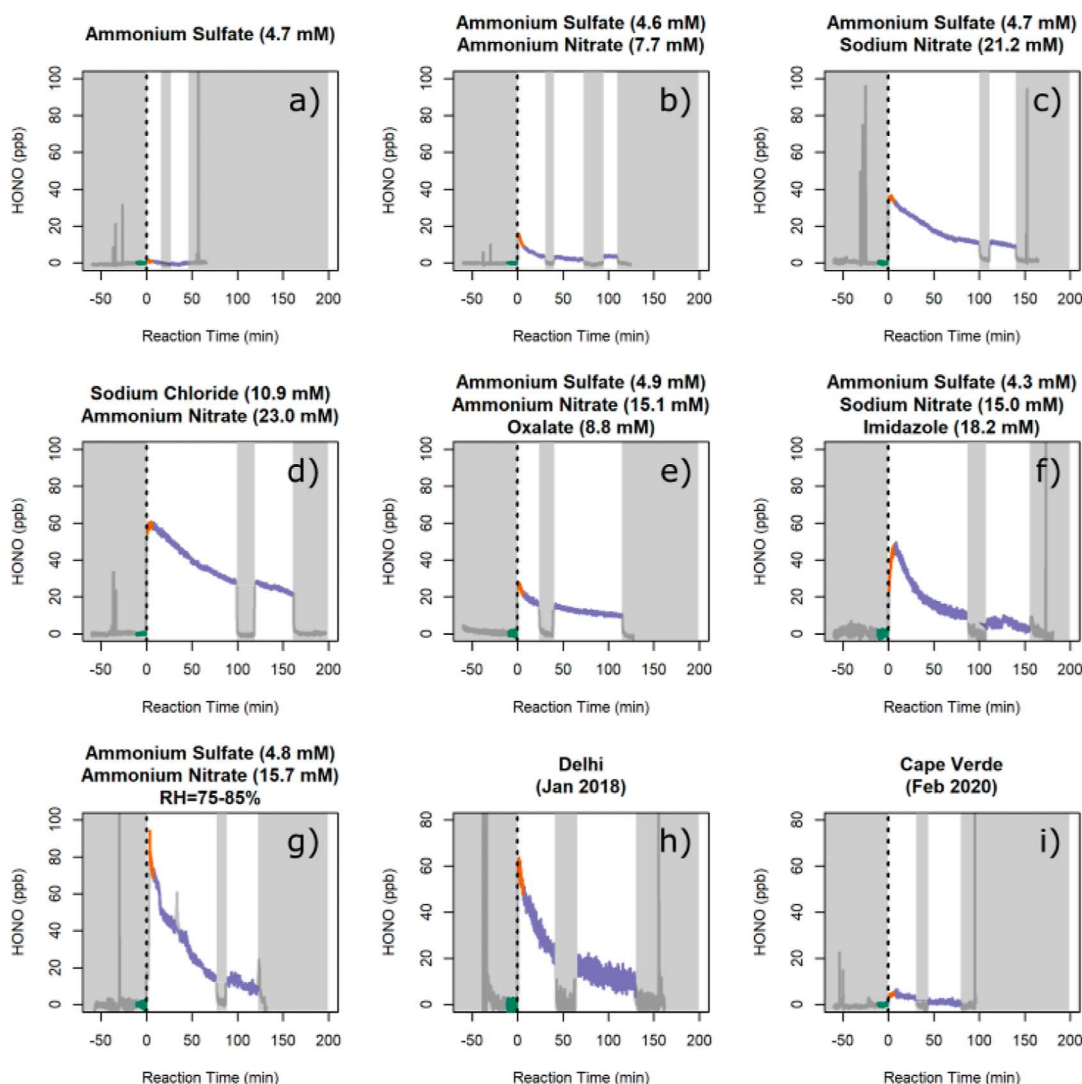 Ammonium Sulfate (4.7 mM)
a)
HONO (ppb)
0 20 40 60 80 100
-50 0 50 100 150 200
Reaction Time (min)
Ammonium Sulfate (4.6 mM)
Ammonium Nitrate (7.7 mM)
b)
HONO (ppb)
0 20 40 60 80 100
-50 0 50 100 150 200
Reaction Time (min)
Ammonium Sulfate (4.7 mM)
Sodium Nitrate (21.2 mM)
c)
HONO (ppb)
0 20 40 60 80 100
-50 0 50 100 150 200
Reaction Time (min)
Sodium Chloride (10.9 mM)
Ammonium Nitrate (23.0 mM)
d)
HONO (ppb)
0 20 40 60 80 100
-50 0 50 100 150 200
Reaction Time (min)
Ammonium Sulfate (4.9 mM)
Ammonium Nitrate (15.1 mM)
Oxalate (8.8 mM)
e)
HONO (ppb)
0 20 40 60 80 100
-50 0 50 100 150 200
Reaction Time (min)
Ammonium Sulfate (4.3 mM)
Sodium Nitrate (15.0 mM)
Imidazole (18.2 mM)
f)
HONO (ppb)
0 20 40 60 80 100
-50 0 50 100 150 200
Reaction Time (min)
Ammonium Sulfate (4.8 mM)
Ammonium Nitrate (15.7 mM)
RH=75-85%
g)
HONO (ppb)
0 20 40 60 80 100
-50 0 50 100 150 200
Reaction Time (min)
Delhi
(Jan 2018)
h)
HONO (ppb)
0 20 40 60 80
-50 0 50 100 150 200
Reaction Time (min)
Cape Verde
(Feb 2020)
i)
HONO (ppb)
0 20 40 60 80
-50 0 50 100 150 200
Reaction Time (min)